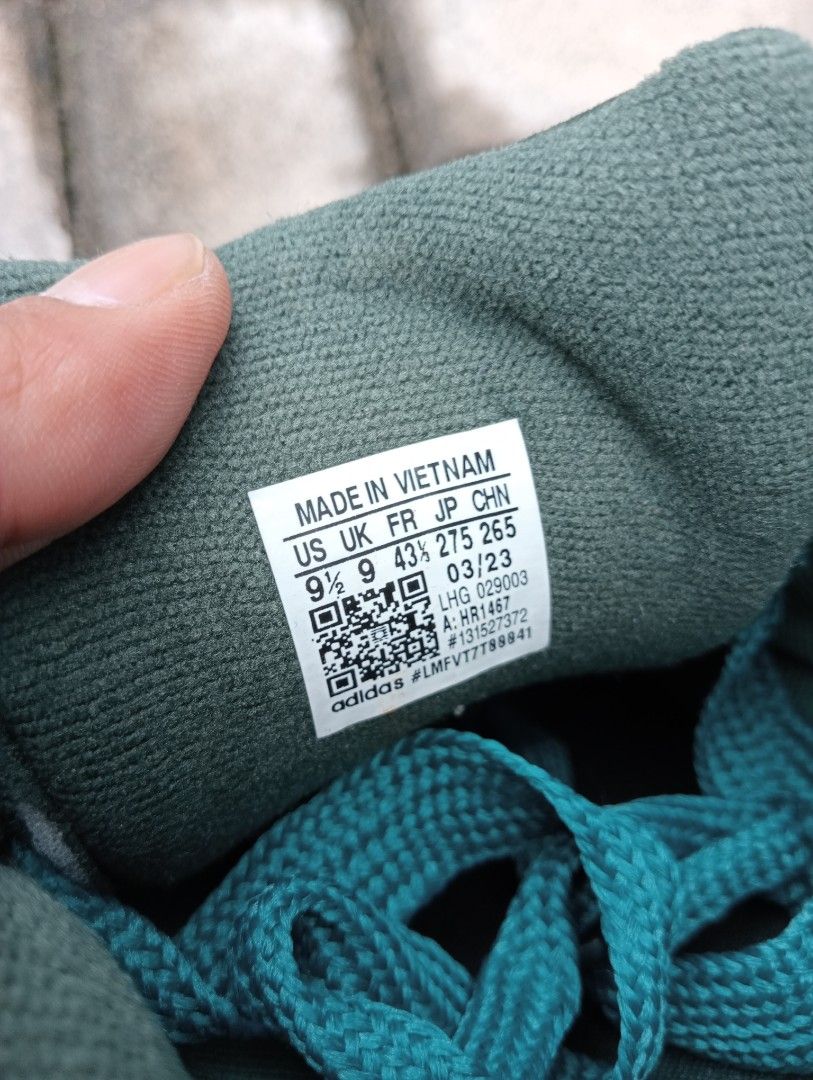 MADE IN VIETNAM
US UK FR JP CHN
9½ 9 43⅓ 275 265
03/23
LHG 029003
A: HR1467
#131527372
adidas #LMFVT7T88841